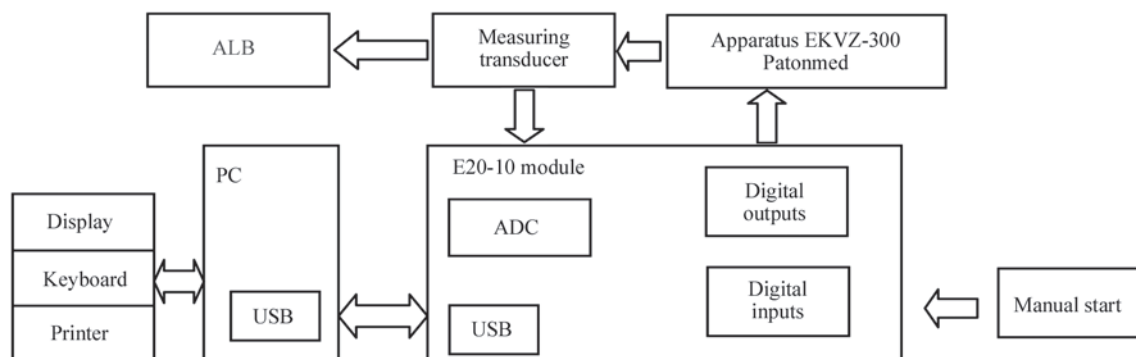 ALB
Measuring
transducer
Apparatus EKVZ-300
Patonmed
PC
E20-10 module
Display
Keyboard
Printer
USB
ADC
USB
Digital
outputs
Digital
inputs
Manual start